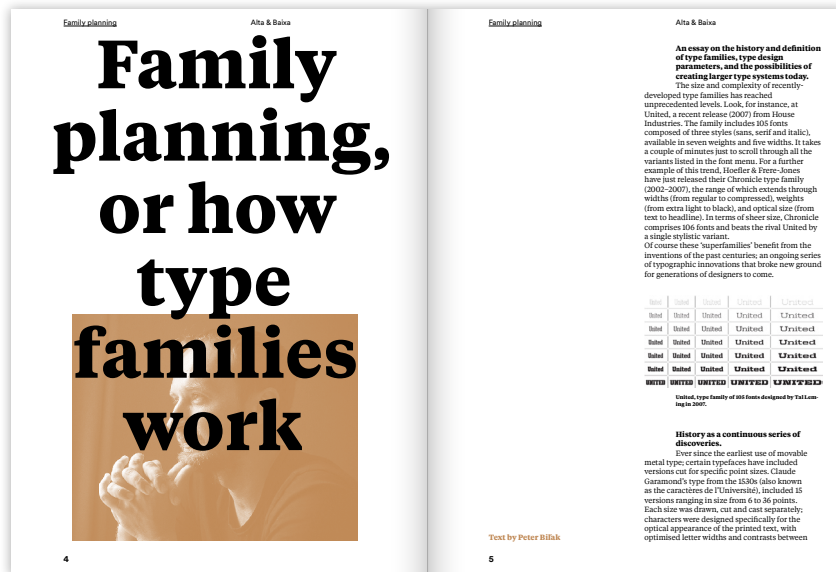 Family planning
Alta & Baixa
Family
planning,
or how
type
families
work
4
Family planning
Alta & Baixa
An essay on the history and definition
of type families, type design
parameters, and the possibilities of
creating larger type systems today.
The size and complexity of recently-
developed type families has reached
unprecedented levels. Look, for instance, at
United, a recent release (2007) from House
Industries. The family includes 105 fonts
composed of three styles (sans, serif and italic),
available in seven weights and five widths. It takes
a couple of minutes just to scroll through all the
variants listed in the font menu. For a further
example of this trend, Hoefler & Frere-Jones
have just released their Chronicle type family
(2002–2007), the range of which extends through
widths (from regular to compressed), weights
(from extra light to black), and optical size (from
text to headline). In terms of sheer size, Chronicle
comprises 106 fonts and beats the rival United by
a single stylistic variant.
Of course these ‘superfamilies’ benefit from the
inventions of the past centuries; an ongoing series
of typographic innovations that broke new ground
for generations of designers to come.
United United United United United
United United United United United
United United United United United
United United United United United
United United United United United
United United United United United
UNITED UNITED UNITED UNITED UNITED
United, type family of 105 fonts designed by Tal Lem-
ing in 2007.
History as a continuous series of
discoveries.
Ever since the earliest use of movable
metal type; certain typefaces have included
versions cut for specific point sizes. Claude
Garamond’s type from the 1530s (also known
as the caractères de l’Université), included 15
versions ranging in size from 6 to 36 points.
Each size was drawn, cut and cast separately;
characters were designed specifically for the
optical appearance of the printed text, with
optimised letter widths and contrasts between
Text by Peter Biľak
5